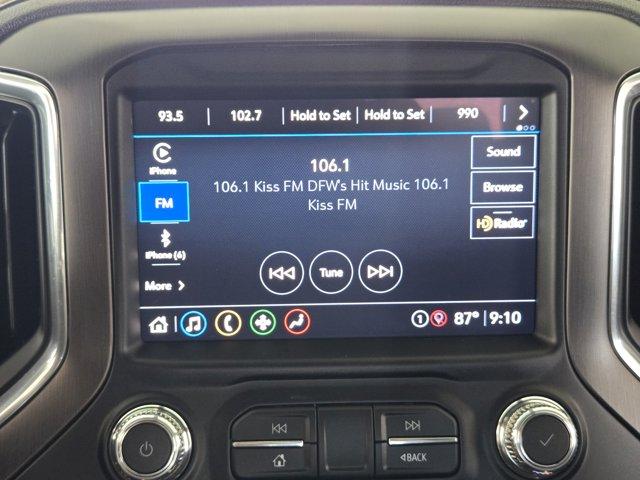 93.5 | 102.7 | Hold to Set | Hold to Set | 990 | >
iPhone
FM
iPhone (6)
More >
106.1
106.1 Kiss FM DFW's Hit Music 106.1
Kiss FM
Tune
Sound
Browse
HD Radio
1 87° | 9:10
BACK